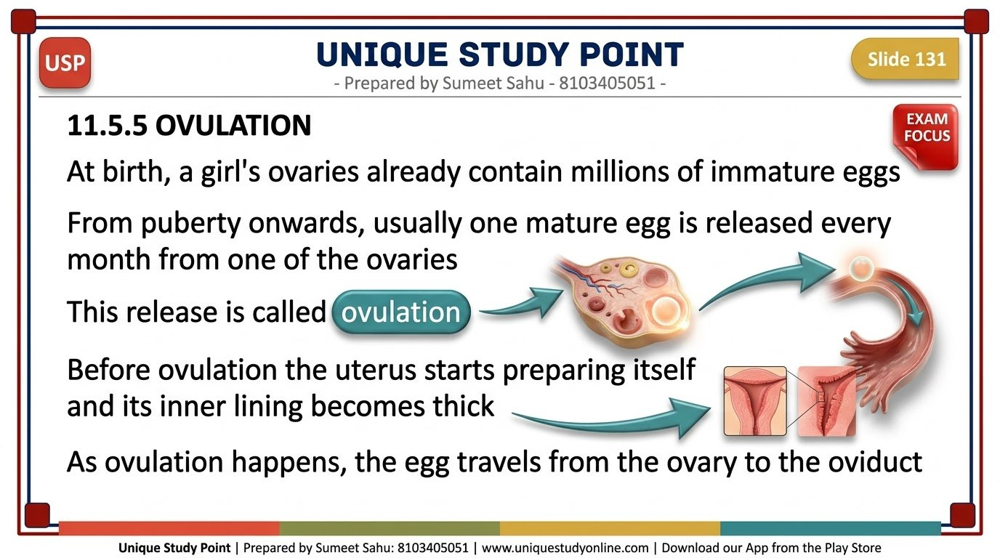 USP
UNIQUE STUDY POINT
- Prepared by Sumeet Sahu - 8103405051 -
Slide 131
11.5.5 OVULATION
EXAM
FOCUS
At birth, a girl's ovaries already contain millions of immature eggs
From puberty onwards, usually one mature egg is released every
month from one of the ovaries
This release is called ovulation
Before ovulation the uterus starts preparing itself
and its inner lining becomes thick
As ovulation happens, the egg travels from the ovary to the oviduct
Unique Study Point | Prepared by Sumeet Sahu: 8103405051 | www.uniquestudyonline.com | Download our App from the Play Store